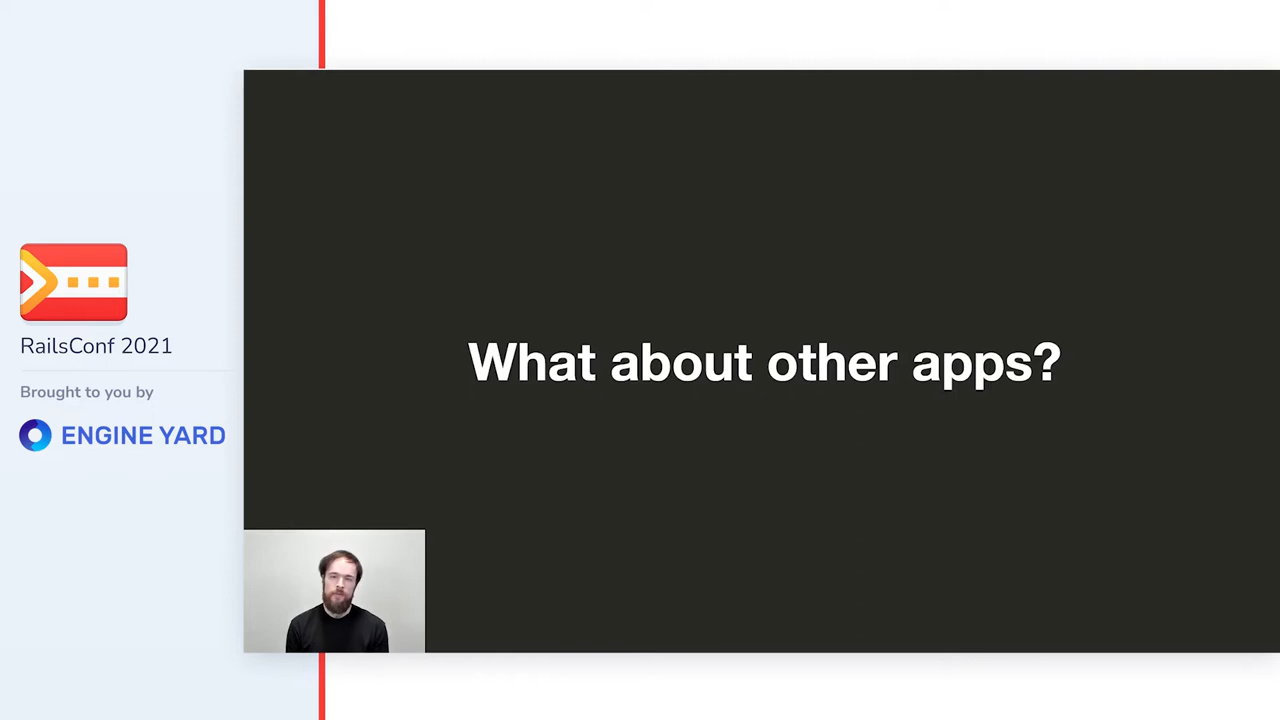 RailsConf 2021
Brought to you by
ENGINE YARD
What about other apps?